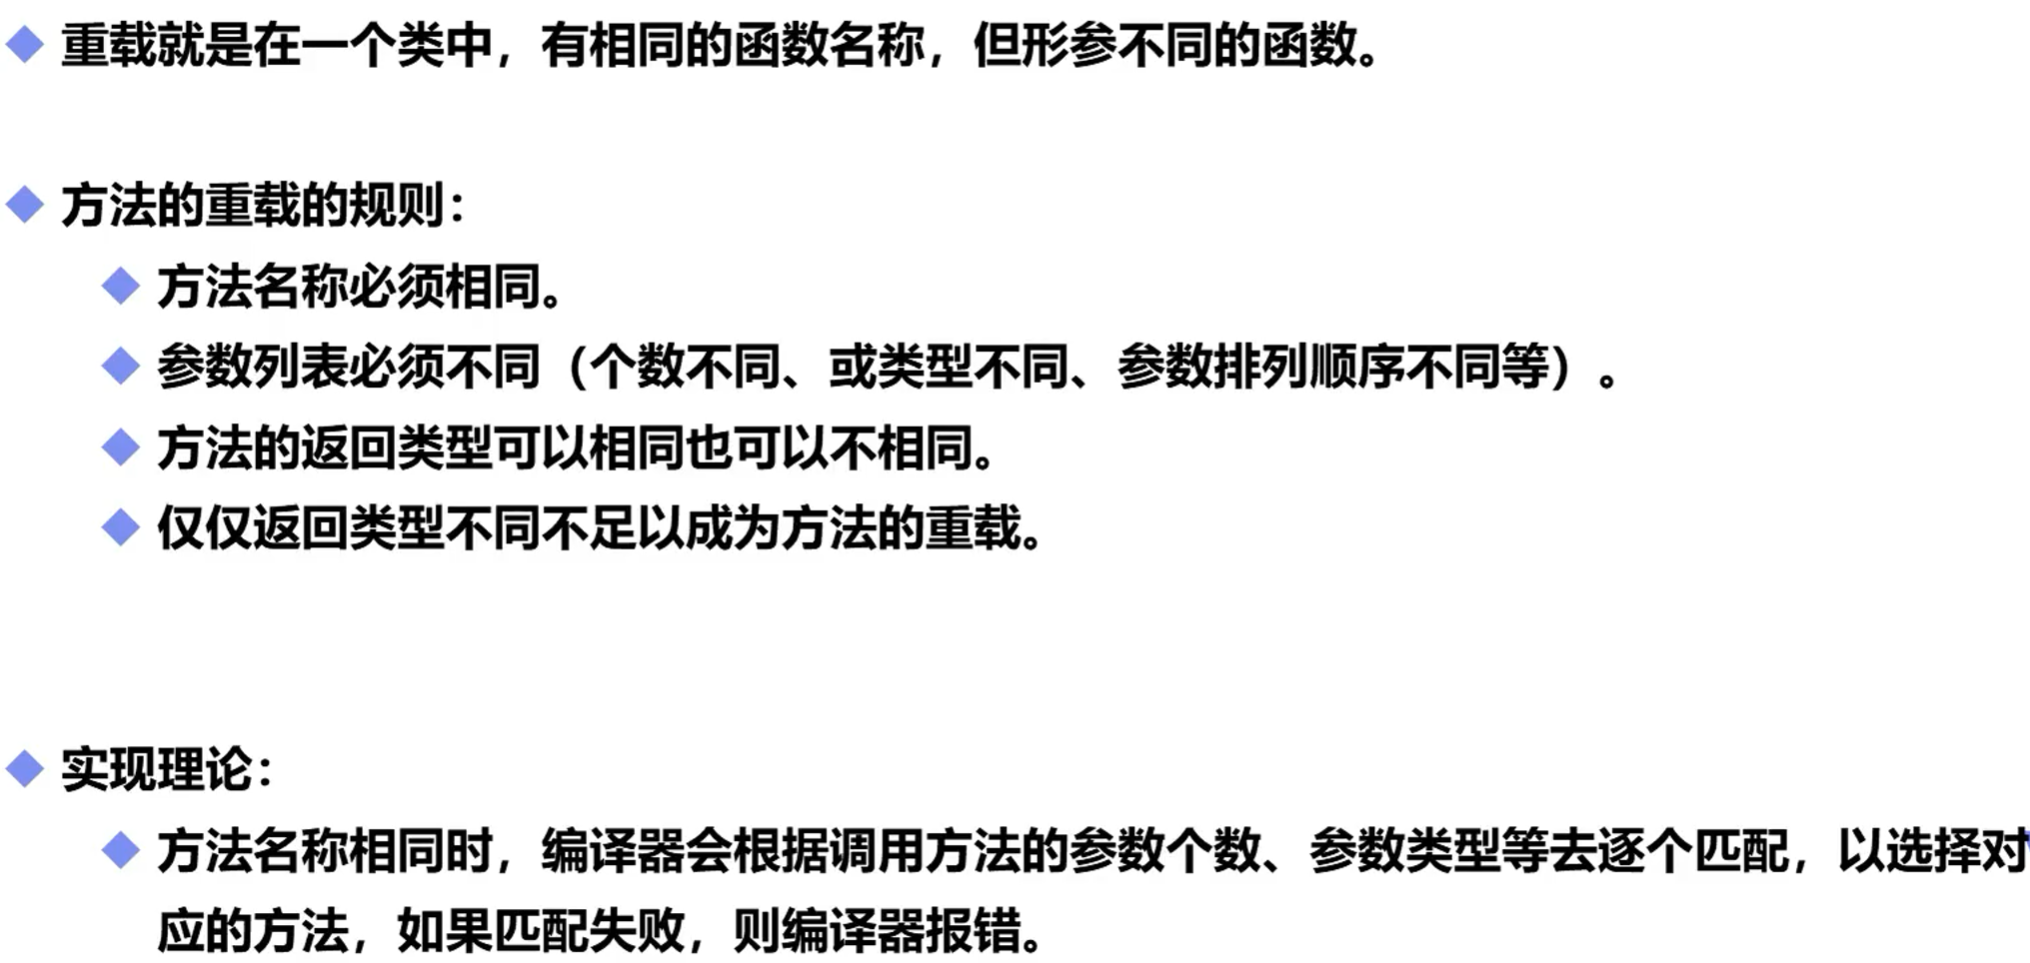 重载就是在一个类中，有相同的函数名称，但形参不同的函数。
方法的重载的规则：
方法名称必须相同。
参数列表必须不同（个数不同、或类型不同、参数排列顺序不同等）。
方法的返回类型可以相同也可以不相同。
仅仅返回类型不同不足以成为方法的重载。
实现理论：
方法名称相同时，编译器会根据调用方法的参数个数、参数类型等去逐个匹配，以选择对
应的方法，如果匹配失败，则编译器报错。